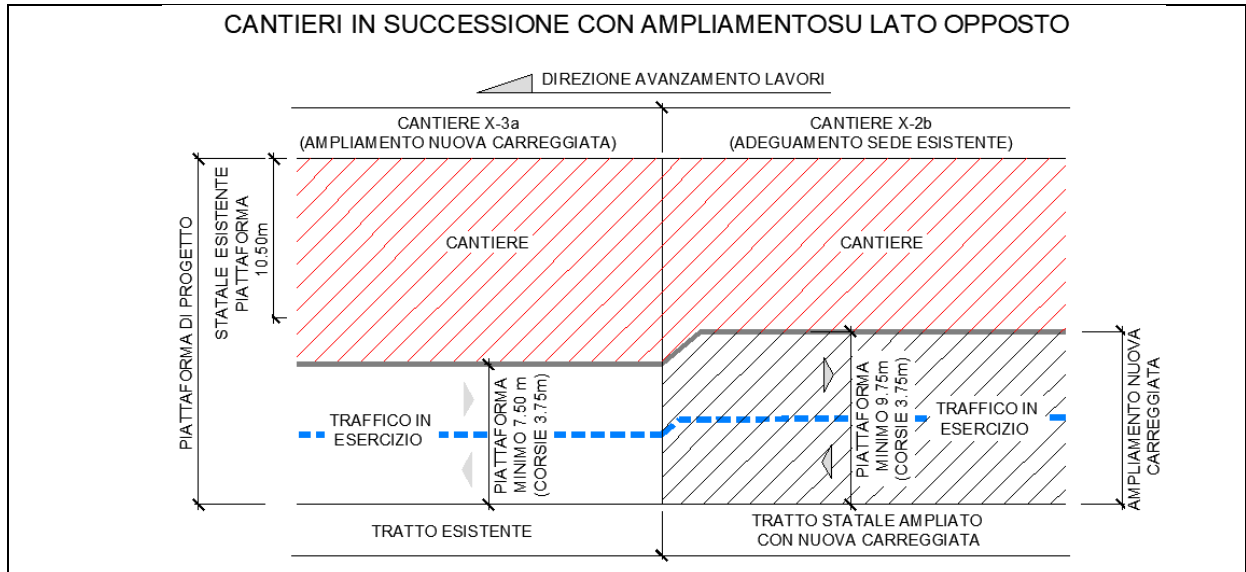 CANTIERI IN SUCCESSIONE CON AMPLIAMENTOSU LATO OPPOSTO
DIREZIONE AVANZAMENTO LAVORI
CANTIERE X-3a
(AMPLIAMENTO NUOVA CARREGGIATA)
CANTIERE X-2b
(ADEGUAMENTO SEDE ESISTENTE)
PIATTAFORMA DI PROGETTO
STATALE ESISTENTE
PIATTAFORMA
10.50m
CANTIERE
CANTIERE
TRAFFICO IN
ESERCIZIO
PIATTAFORMA
MINIMO 7.50 m
(CORSIE 3.75m)
PIATTAFORMA
MINIMO 9.75m
(CORSIE 3.75m)
TRAFFICO IN
ESERCIZIO
AMPLIAMENTO NUOVA
CARREGGIATA
TRATTO ESISTENTE
TRATTO STATALE AMPLIATO
CON NUOVA CARREGGIATA